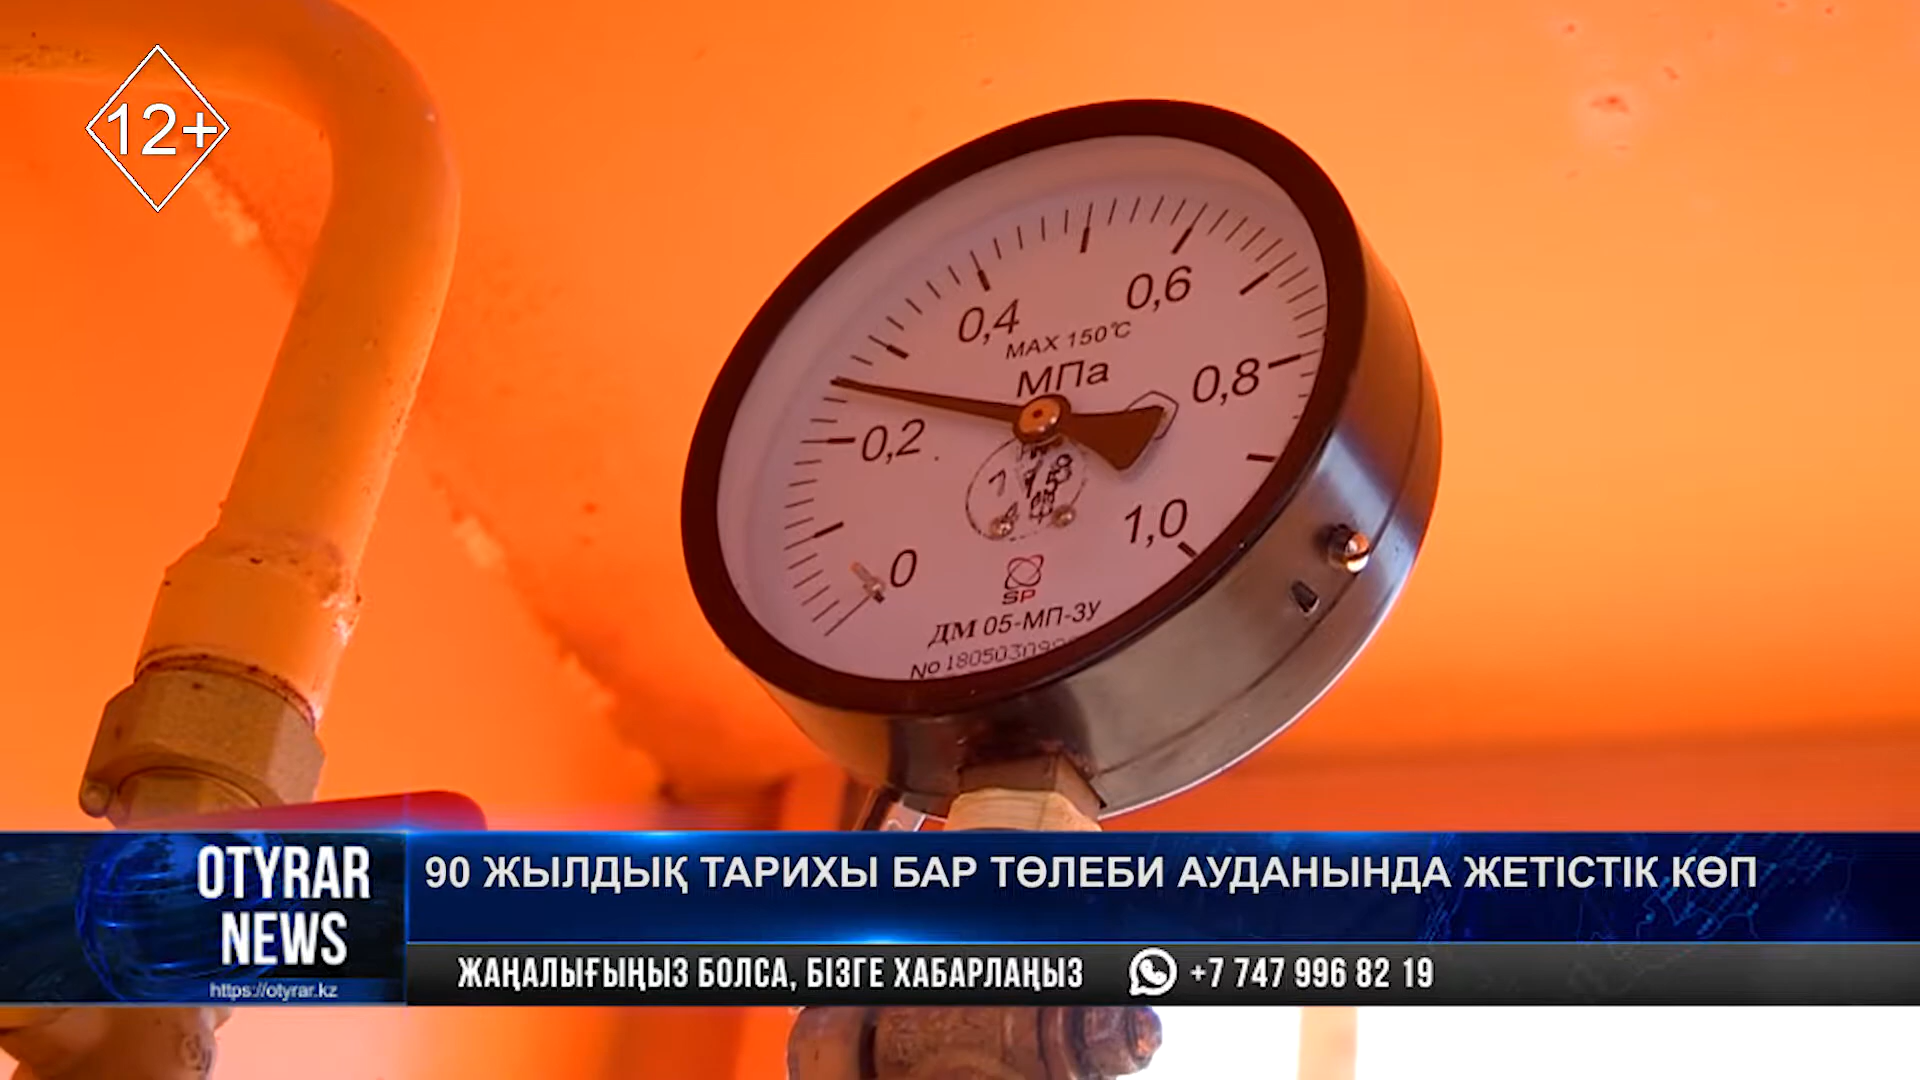 12+
0,4
0,6
MAX 150°C
МПа
0,8
0,2
1,0
0
SP
ДМ 05-МП-3У
OTYRAR
NEWS
https://otyrar.kz
90 ЖЫЛДЫҚ ТАРИХЫ БАР ТӨЛЕБИ АУДАНЫНДА ЖЕТІСТІК КӨП
ЖАҢАЛЫҒЫҢЫЗ БОЛСА, БІЗГЕ ХАБАРЛАҢЫЗ
+7 747 996 82 19